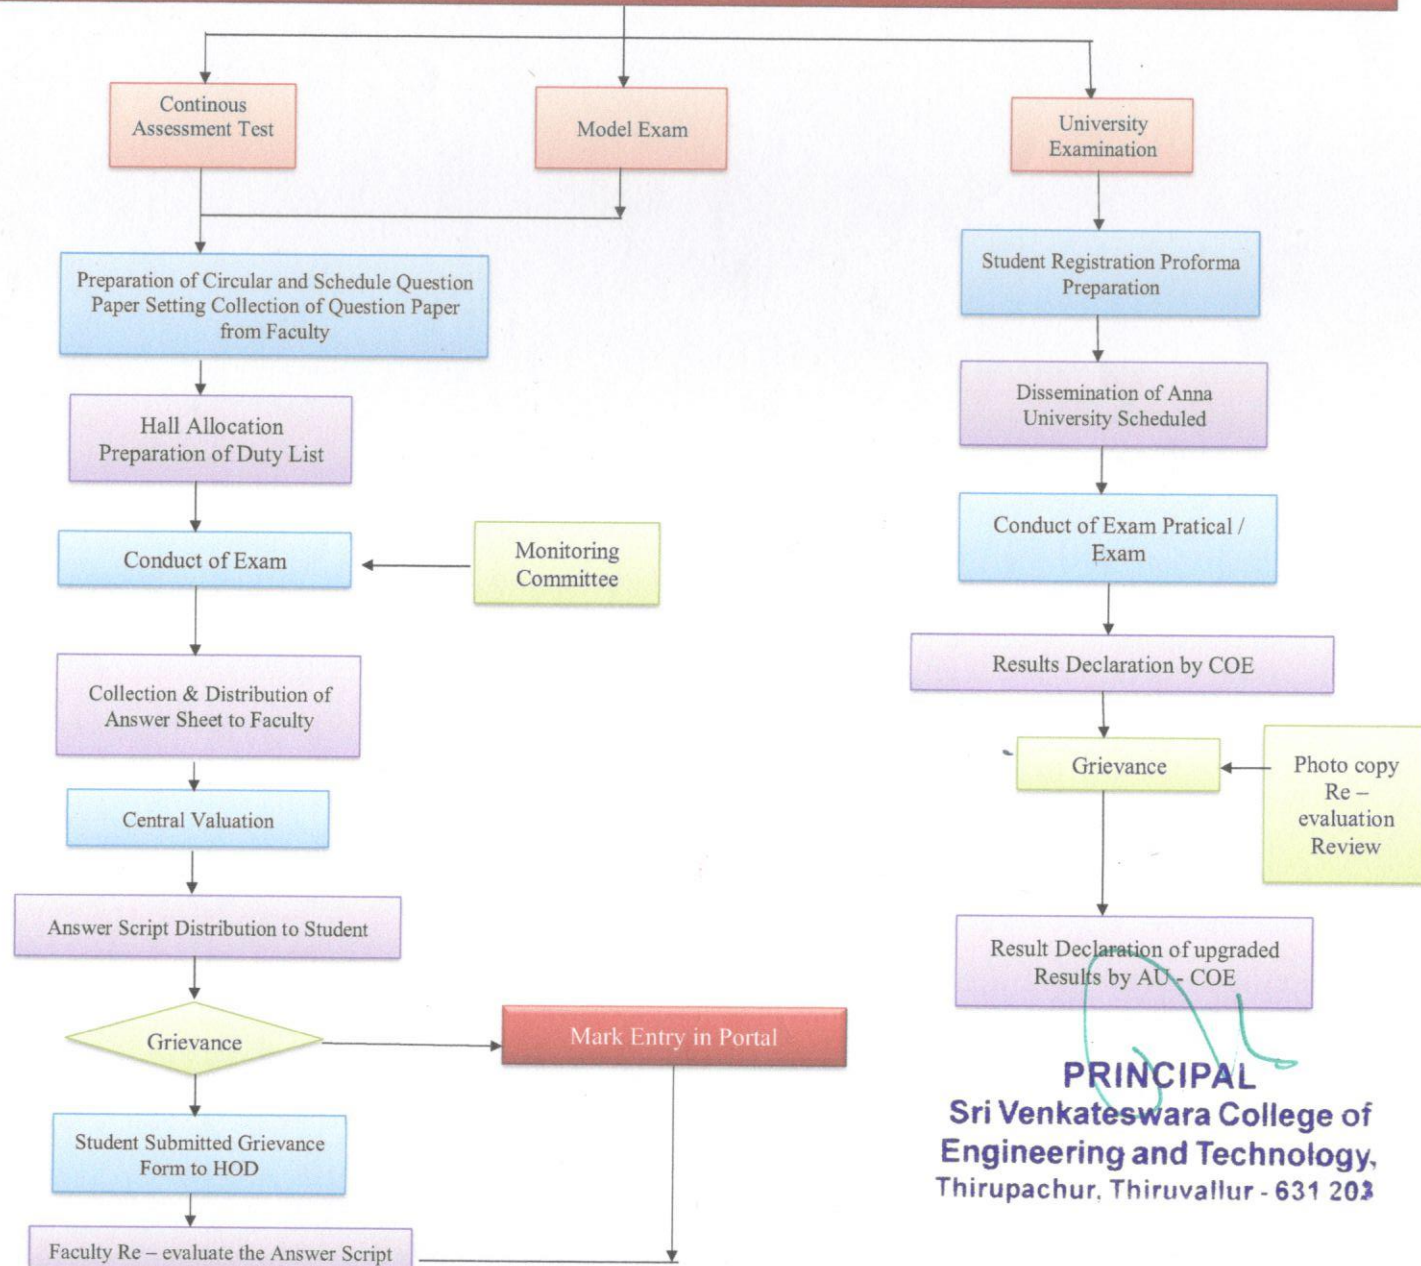 Continous
Assessment Test
Model Exam
University
Examination
Preparation of Circular and Schedule Question
Paper Setting Collection of Question Paper
from Faculty
Hall Allocation
Preparation of Duty List
Conduct of Exam
Monitoring
Committee
Collection & Distribution of
Answer Sheet to Faculty
Central Valuation
Answer Script Distribution to Student
Grievance
Mark Entry in Portal
Student Submitted Grievance
Form to HOD
Faculty Re – evaluate the Answer Script
Student Registration Proforma
Preparation
Dissemination of Anna
University Scheduled
Conduct of Exam Pratical /
Exam
Results Declaration by COE
Grievance
Photo copy
Re –
evaluation
Review
Result Declaration of upgraded
Results by AU - COE
PRINCIPAL
Sri Venkateswara College of
Engineering and Technology,
Thirupachur, Thiruvallur - 631 203